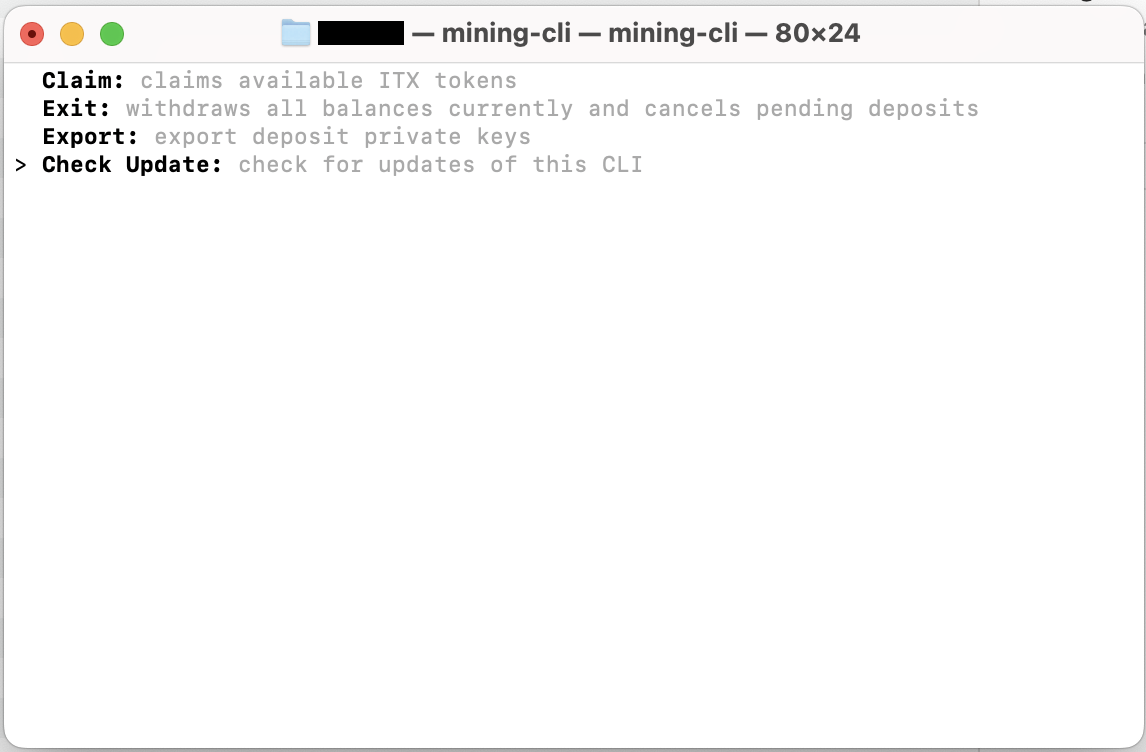 — mining-cli — mining-cli — 80×24
Claim: claims available ITX tokens
Exit: withdraws all balances currently and cancels pending deposits
Export: export deposit private keys
> Check Update: check for updates of this CLI